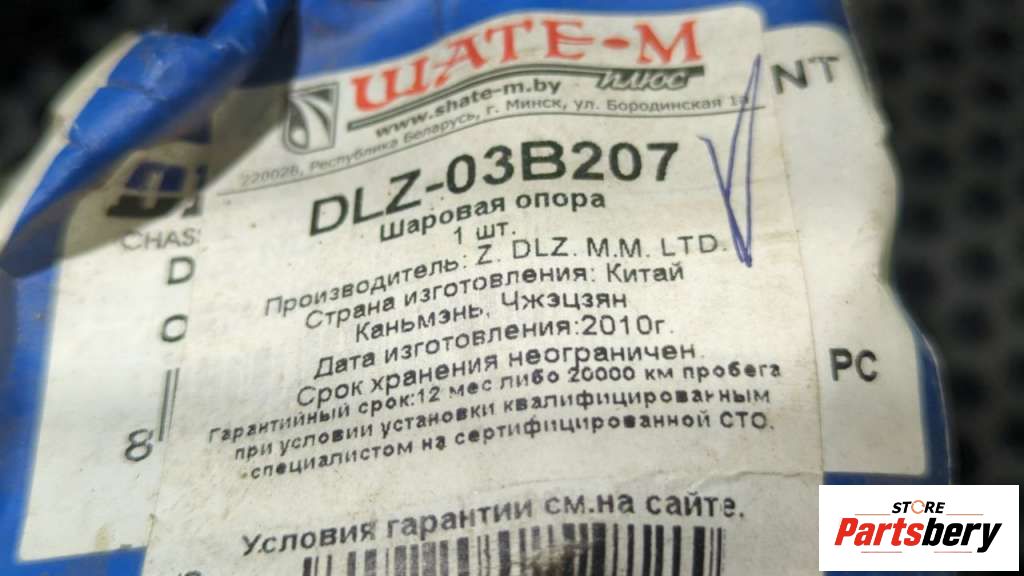 ШАТЕ-М
плюс
www.shate-m.by
220026, Республика Беларусь, г. Минск, ул. Бородинская
NT
DLZ-03B207
Шаровая опора
1 шт.
CHAS
D
O
8
Производитель: Z. DLZ. M.M. LTD.
Страна изготовления: Китай
Каньмэнь, Чжэцзян
Дата изготовления:2010г.
Срок хранения неограничен.
PC
Гарантийный срок:12 мес либо 20000 км пробега
при условии установки квалифицированным
специалистом на сертифицированной СТО.
Условия гарантии см.на сайте.
STORE
Partsbery